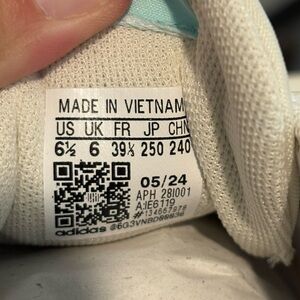 MADE IN VIETNAM
US UK FR JP CHN
6½ 6 39⅓ 250 240
05/24
APH 281001
A:IE6119
adidas